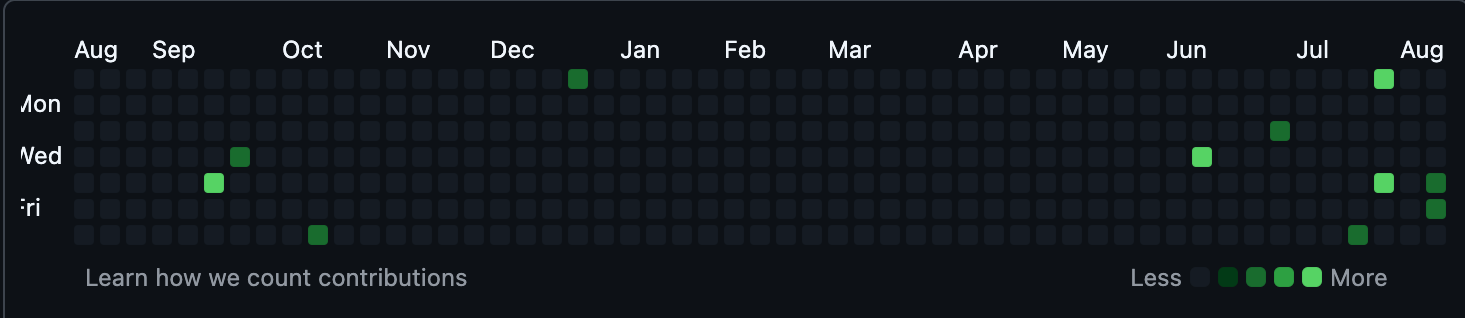 Aug Sep Oct Nov Dec Jan Feb Mar Apr May Jun Jul Aug
Mon
Wed
Fri
Learn how we count contributions Less More